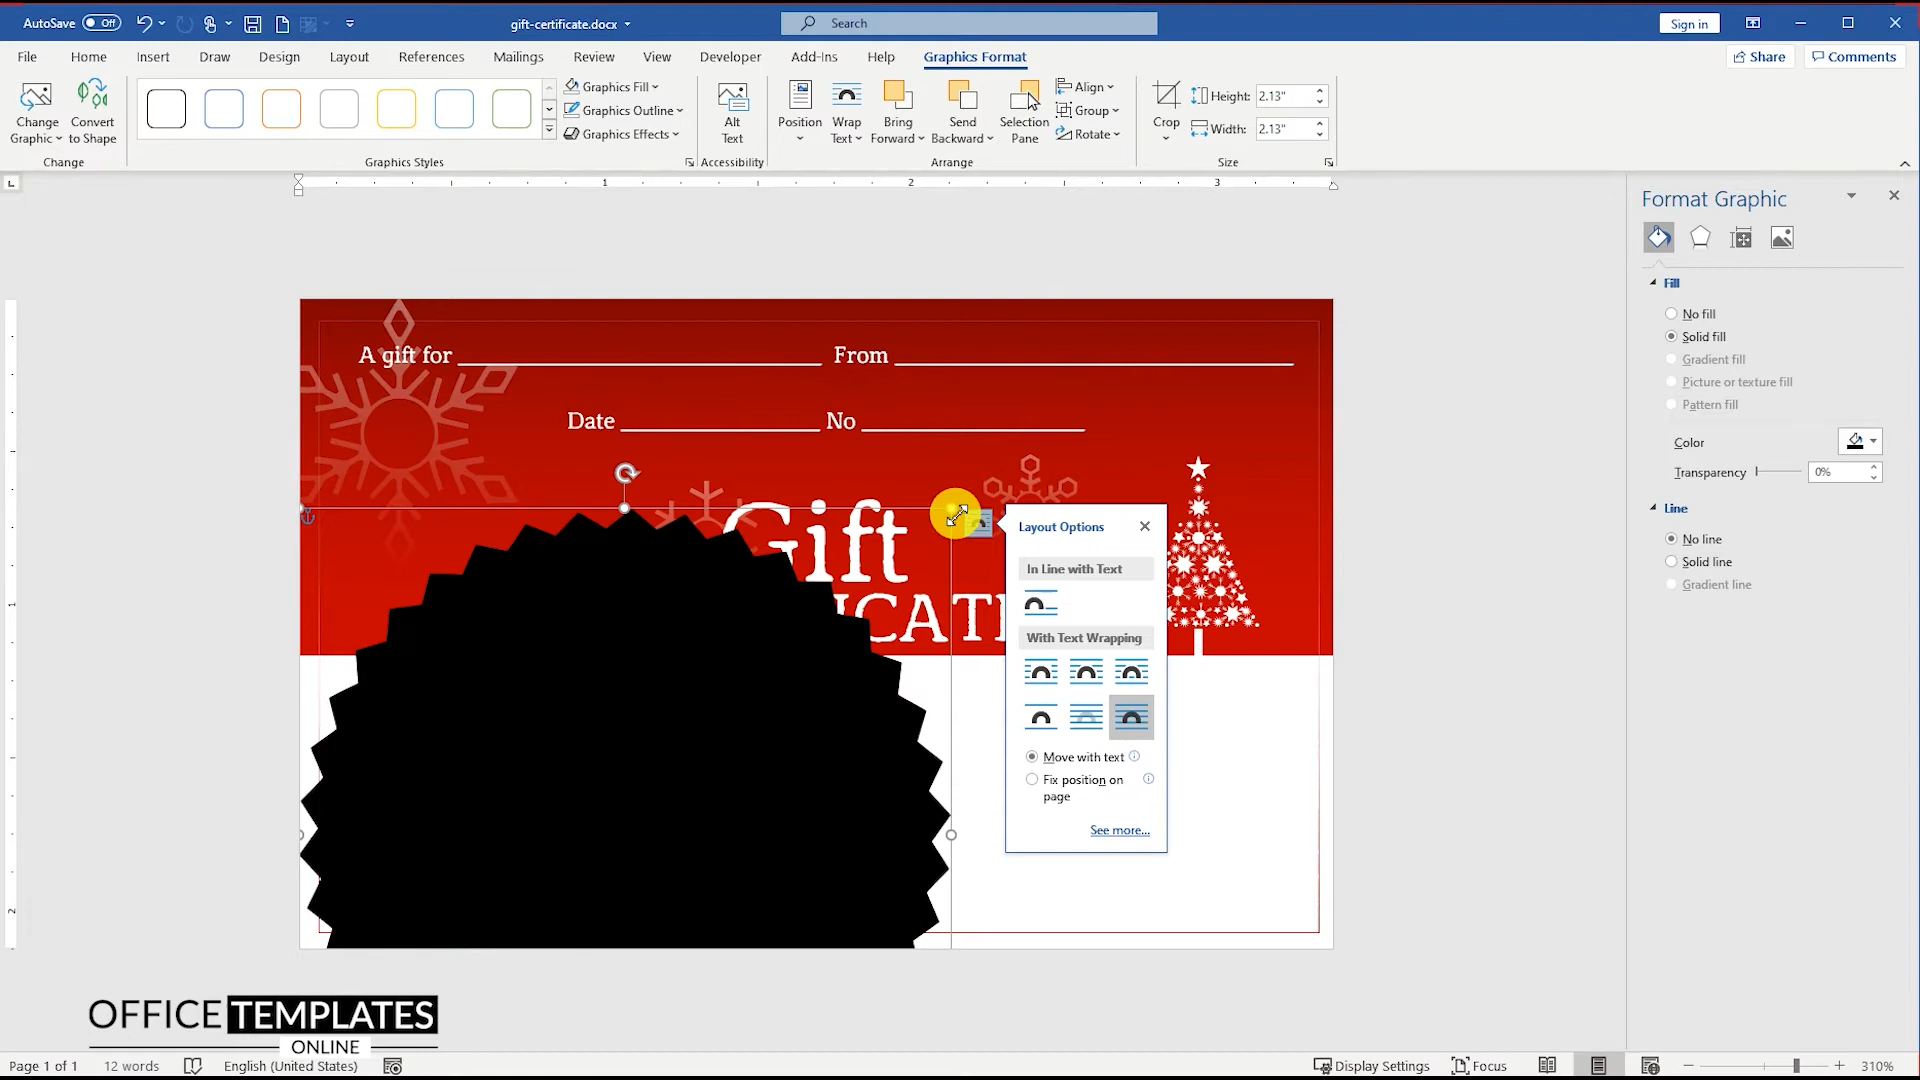 AutoSave Off
gift-certificate.docx
Search
Sign in
File Home Insert Draw Design Layout References Mailings Review View Developer Add-Ins Help Graphics Format
Share Comments
Change Graphic
Convert to Shape
Change
Graphics Fill
Graphics Outline
Graphics Effects
Graphics Styles
Alt Text
Accessibility
Position
Wrap Text
Bring Forward
Send Backward
Selection Pane
Align
Group
Rotate
Arrange
Crop
Height: 2.13"
Width: 2.13"
Size
1 2 3
1
2
A gift for From
Date No
Gift
ICATE
Layout Options
In Line with Text
With Text Wrapping
Move with text
Fix position on
page
See more...
Format Graphic
Fill
No fill
Solid fill
Gradient fill
Picture or texture fill
Pattern fill
Color
Transparency 0%
Line
No line
Solid line
Gradient line
OFFICE TEMPLATES
ONLINE
Page 1 of 1 12 words English (United States) Display Settings Focus 310%